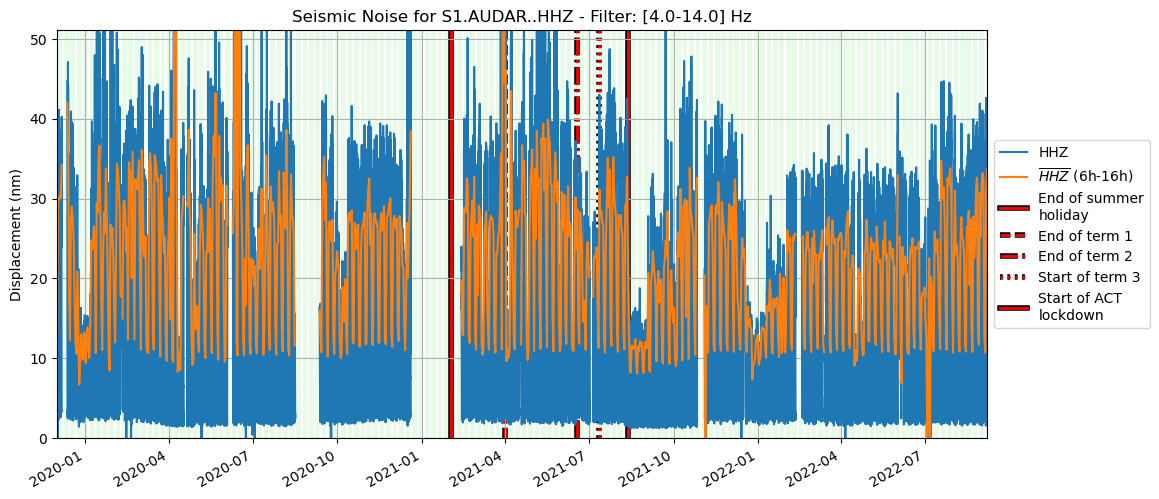 Seismic Noise for S1.AUDAR..HHZ - Filter: [4.0-14.0] Hz
Displacement (nm)
50
40
30
20
10
0
2020-01
2020-04
2020-07
2020-10
2021-01
2021-04
2021-07
2021-10
2022-01
2022-04
2022-07
HHZ
HHZ (6h-16h)
End of summer
holiday
End of term 1
End of term 2
Start of term 3
Start of ACT
lockdown